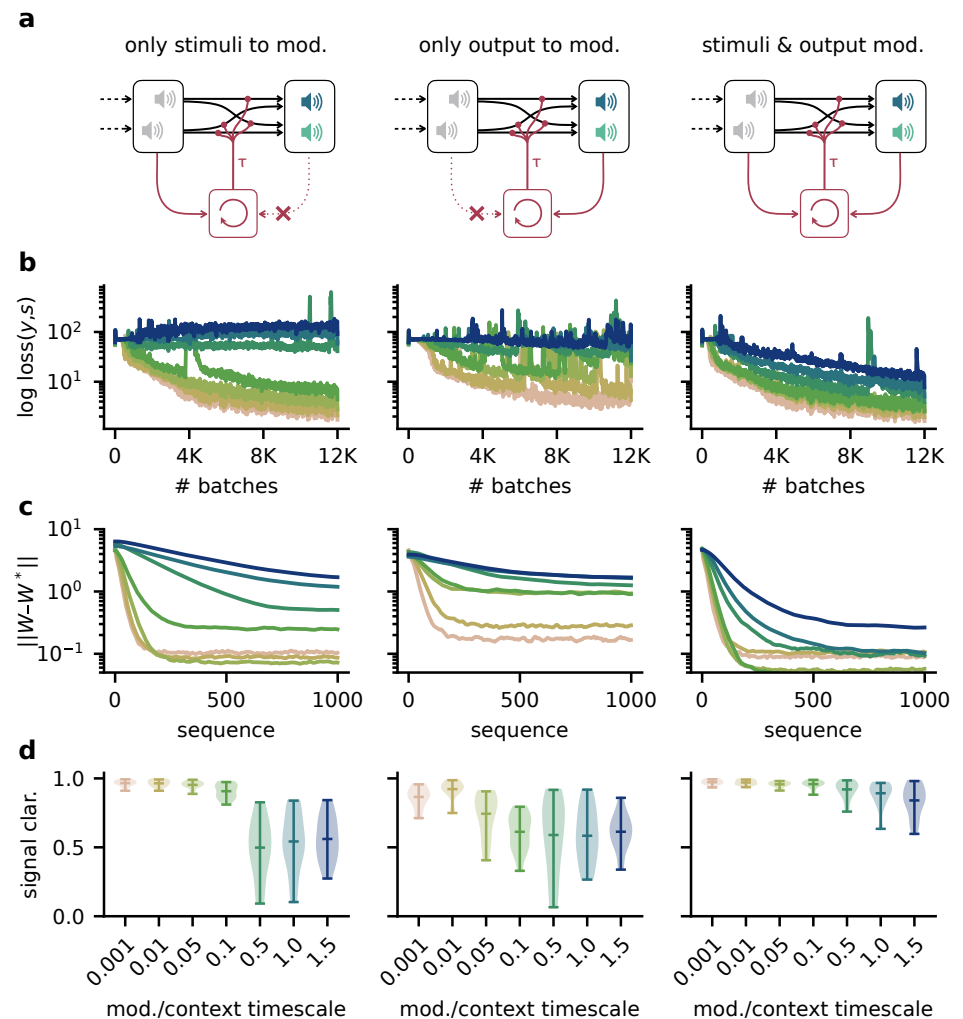 a
only stimuli to mod. only output to mod. stimuli & output mod.
τ τ τ
b
log loss(y,s)
10²
10¹
0 4K 8K 12K 0 4K 8K 12K 0 4K 8K 12K
# batches # batches # batches
c
||W–W*||
10¹
10⁰
10⁻¹
0 500 1000 0 500 1000 0 500 1000
sequence sequence sequence
d
signal clar.
1.0
0.5
0.0
0.001 0.01 0.05 0.1 0.5 1.0 1.5 0.001 0.01 0.05 0.1 0.5 1.0 1.5 0.001 0.01 0.05 0.1 0.5 1.0 1.5
mod./context timescale mod./context timescale mod./context timescale